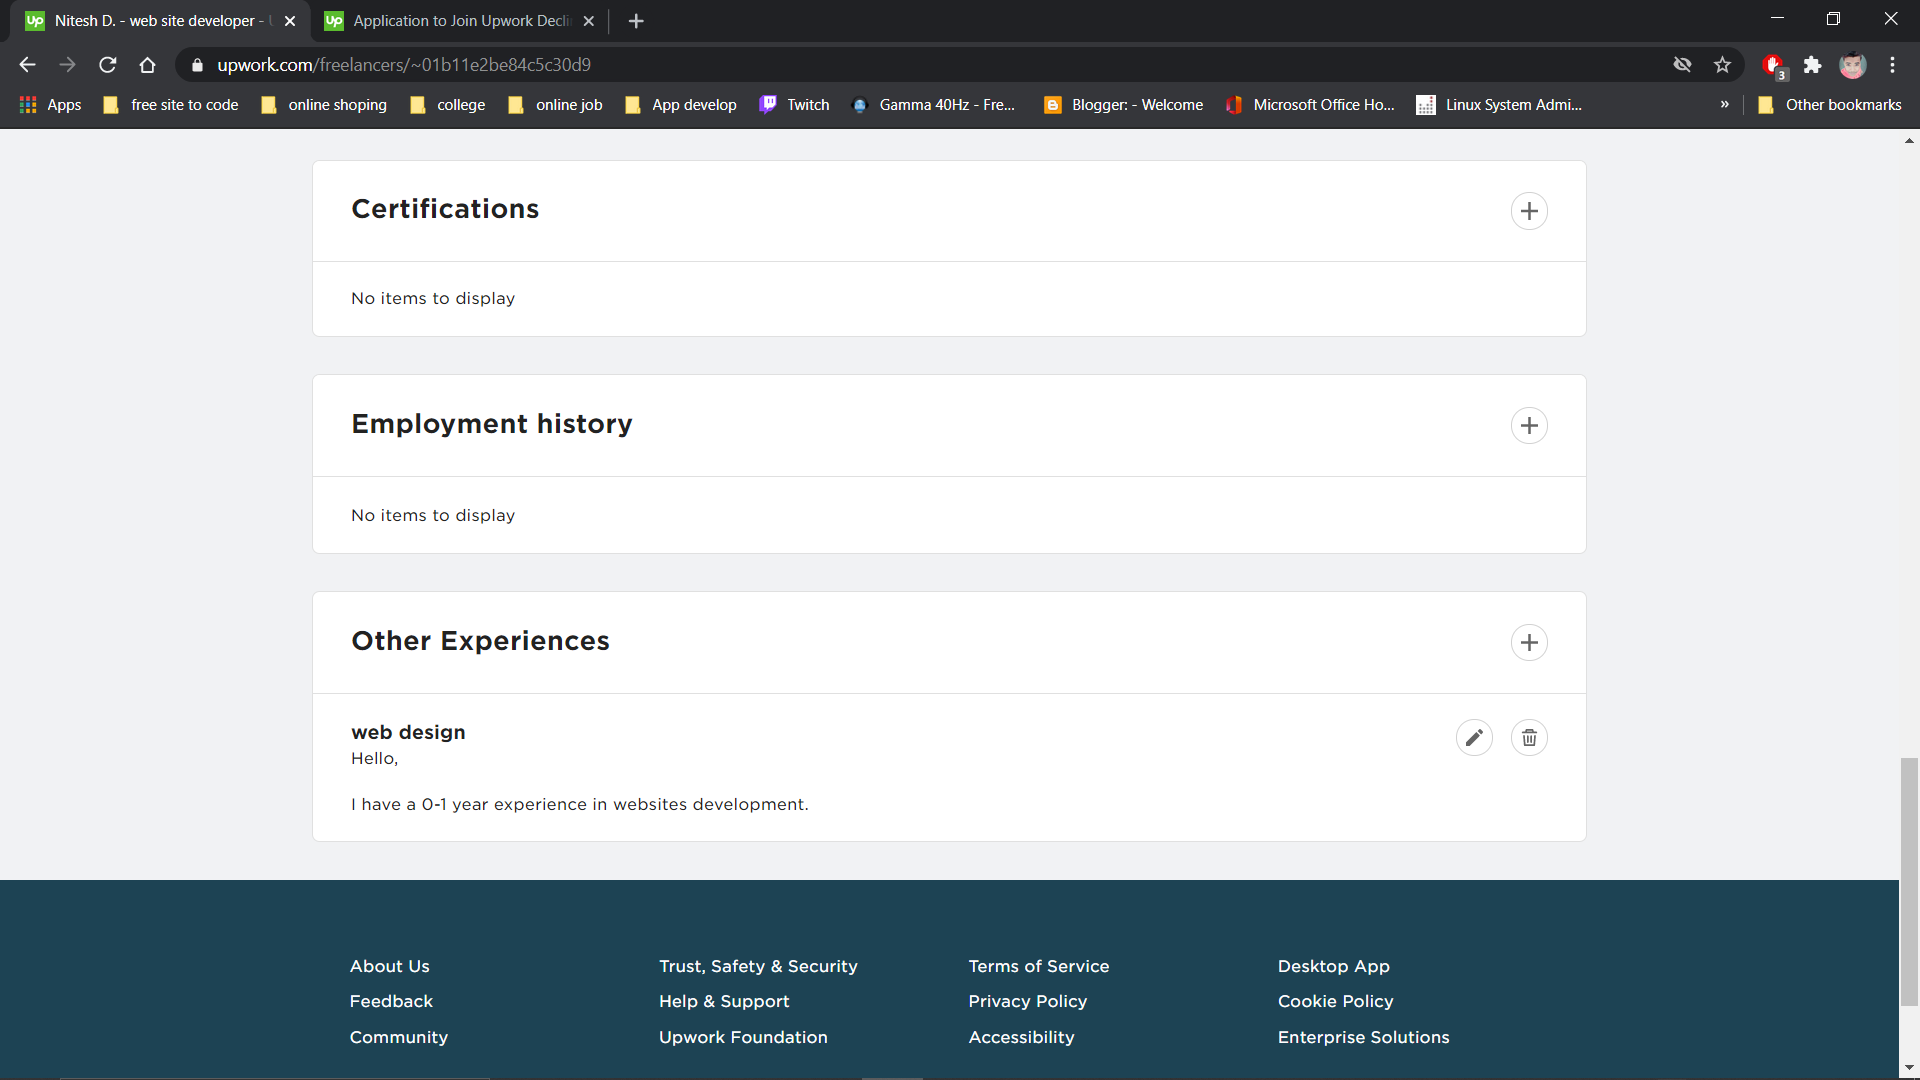 Nitesh D. - web site developer -
Application to Join Upwork Decli
upwork.com/freelancers/~01b11e2be84c5c30d9
3
Apps
free site to code
online shoping
college
online job
App develop
Twitch
Gamma 40Hz - Fre...
Blogger: - Welcome
Microsoft Office Ho...
Linux System Admi...
»
Other bookmarks
Certifications
No items to display
Employment history
No items to display
Other Experiences
web design
Hello,
I have a 0-1 year experience in websites development.
About Us
Trust, Safety & Security
Terms of Service
Desktop App
Feedback
Help & Support
Privacy Policy
Cookie Policy
Community
Upwork Foundation
Accessibility
Enterprise Solutions